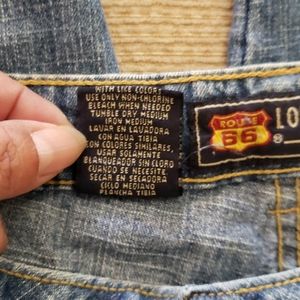 WITH LIKE COLORS
USE ONLY NON-CHLORINE
BLEACH WHEN NEEDED
TUMBLE DRY MEDIUM
IRON MEDIUM
LAVAR EN LAVADORA
CON AGUA TIBIA
CON COLORES SIMILARES,
USAR SOLAMENTE
BLANQUEADOR SIN CLORO
CUANDO SE NECESITE
SECAR EN SECADORA
CICLO MEDIANO
PLANCHA TIBIA
ROUTE
66
®
LO